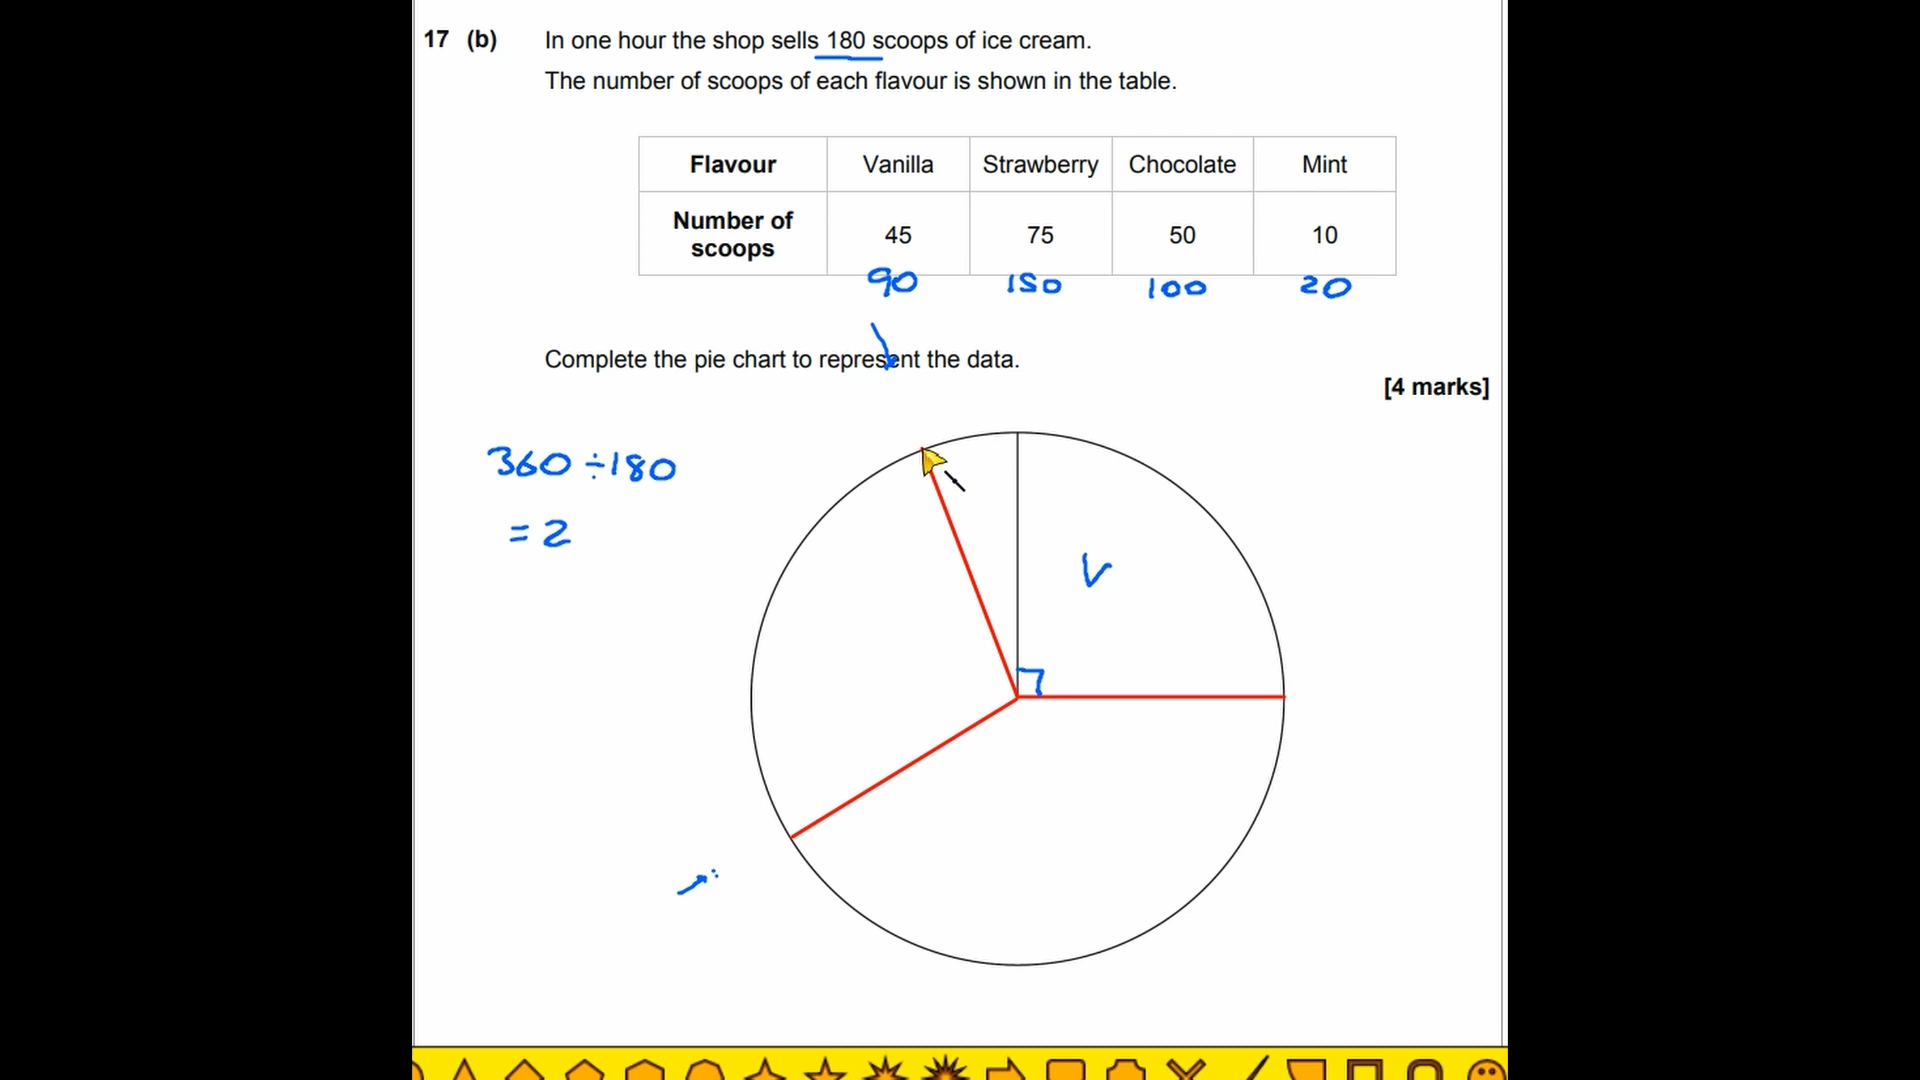 17 (b) In one hour the shop sells 180 scoops of ice cream.
The number of scoops of each flavour is shown in the table.
Flavour Vanilla Strawberry Chocolate Mint
Number of scoops 45 75 50 10
90 150 100 20
Complete the pie chart to represent the data.
[4 marks]
360 ÷ 180
= 2
V